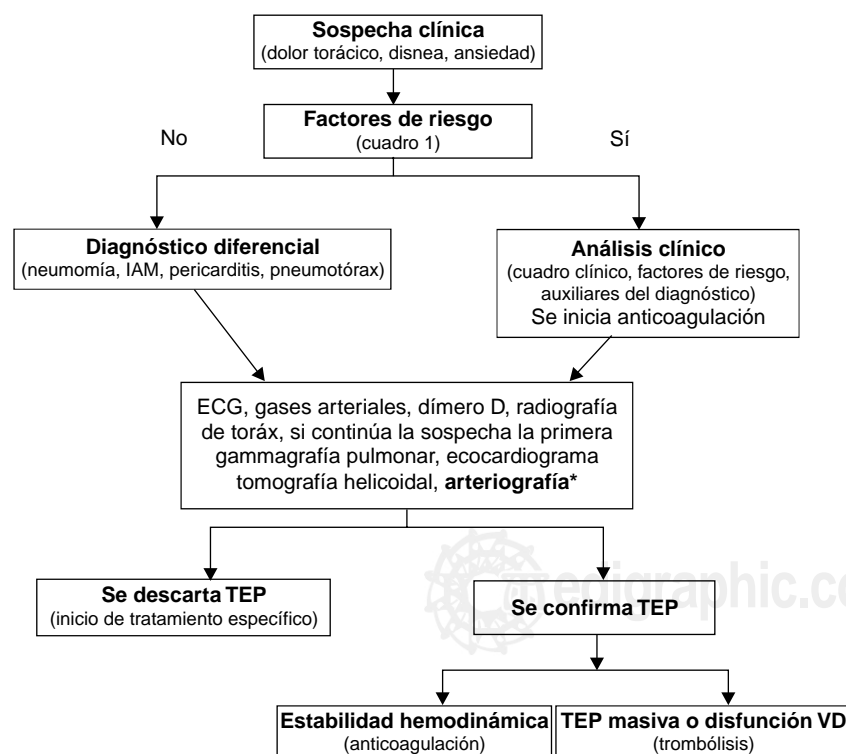 Sospecha clínica
(dolor torácico, disnea, ansiedad)
Factores de riesgo
(cuadro 1)
No
Sí
Diagnóstico diferencial
(neumomía, IAM, pericarditis, pneumotórax)
Análisis clínico
(cuadro clínico, factores de riesgo,
auxiliares del diagnóstico)
Se inicia anticoagulación
ECG, gases arteriales, dímero D, radiografía
de toráx, si continúa la sospecha la primera
gammagrafía pulmonar, ecocardiograma
tomografía helicoidal, arteriografía*
Se descarta TEP
(inicio de tratamiento específico)
Se confirma TEP
medigraphic.co
Estabilidad hemodinámica
(anticoagulación)
TEP masiva o disfunción VD
(trombólisis)